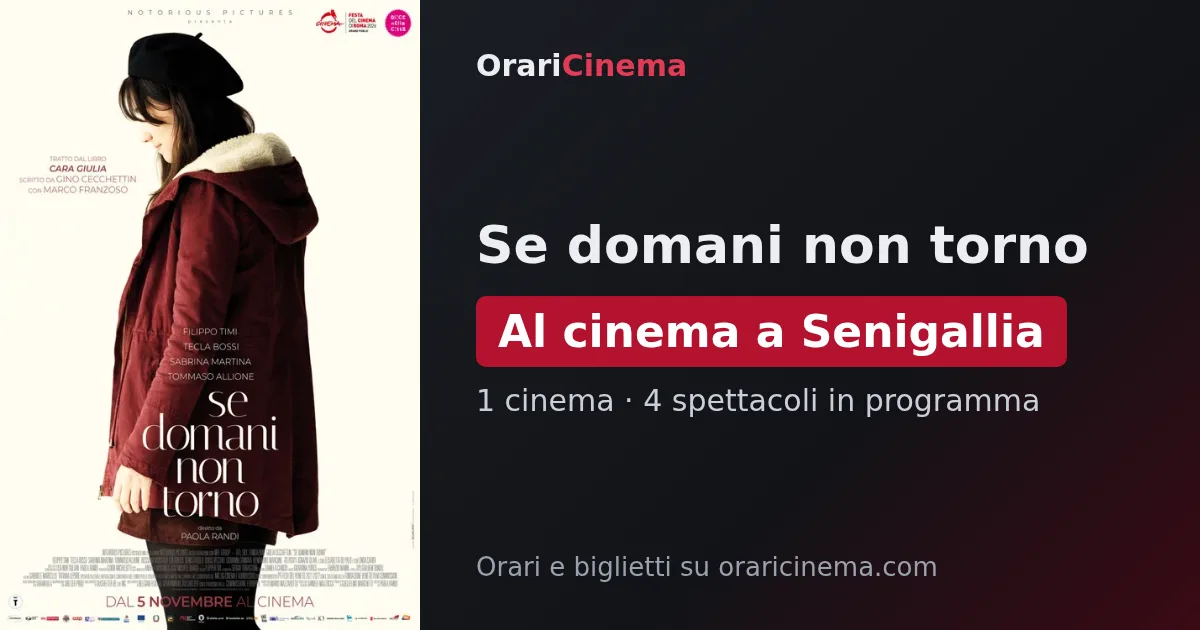 NOTORIOUS PICTURES
presenta
FESTA
DEL CINEMA
DI ROMA 2026
TRATTO DAL LIBRO
CARA GIULIA
SCRITTO DA GINO CECCHETTIN
CON MARCO FRANZOSO
FILIPPO TIMI
TECLA BOSSI
SABRINA MARTINA
TOMMASO ALLIONE
se
domani
non
torno
diretto da
PAOLA RANDI
DAL 5 NOVEMBRE AL CINEMA
OrariCinema
Se domani non torno
Al cinema a Senigallia
1 cinema · 4 spettacoli in programma
Orari e biglietti su oraricinema.com